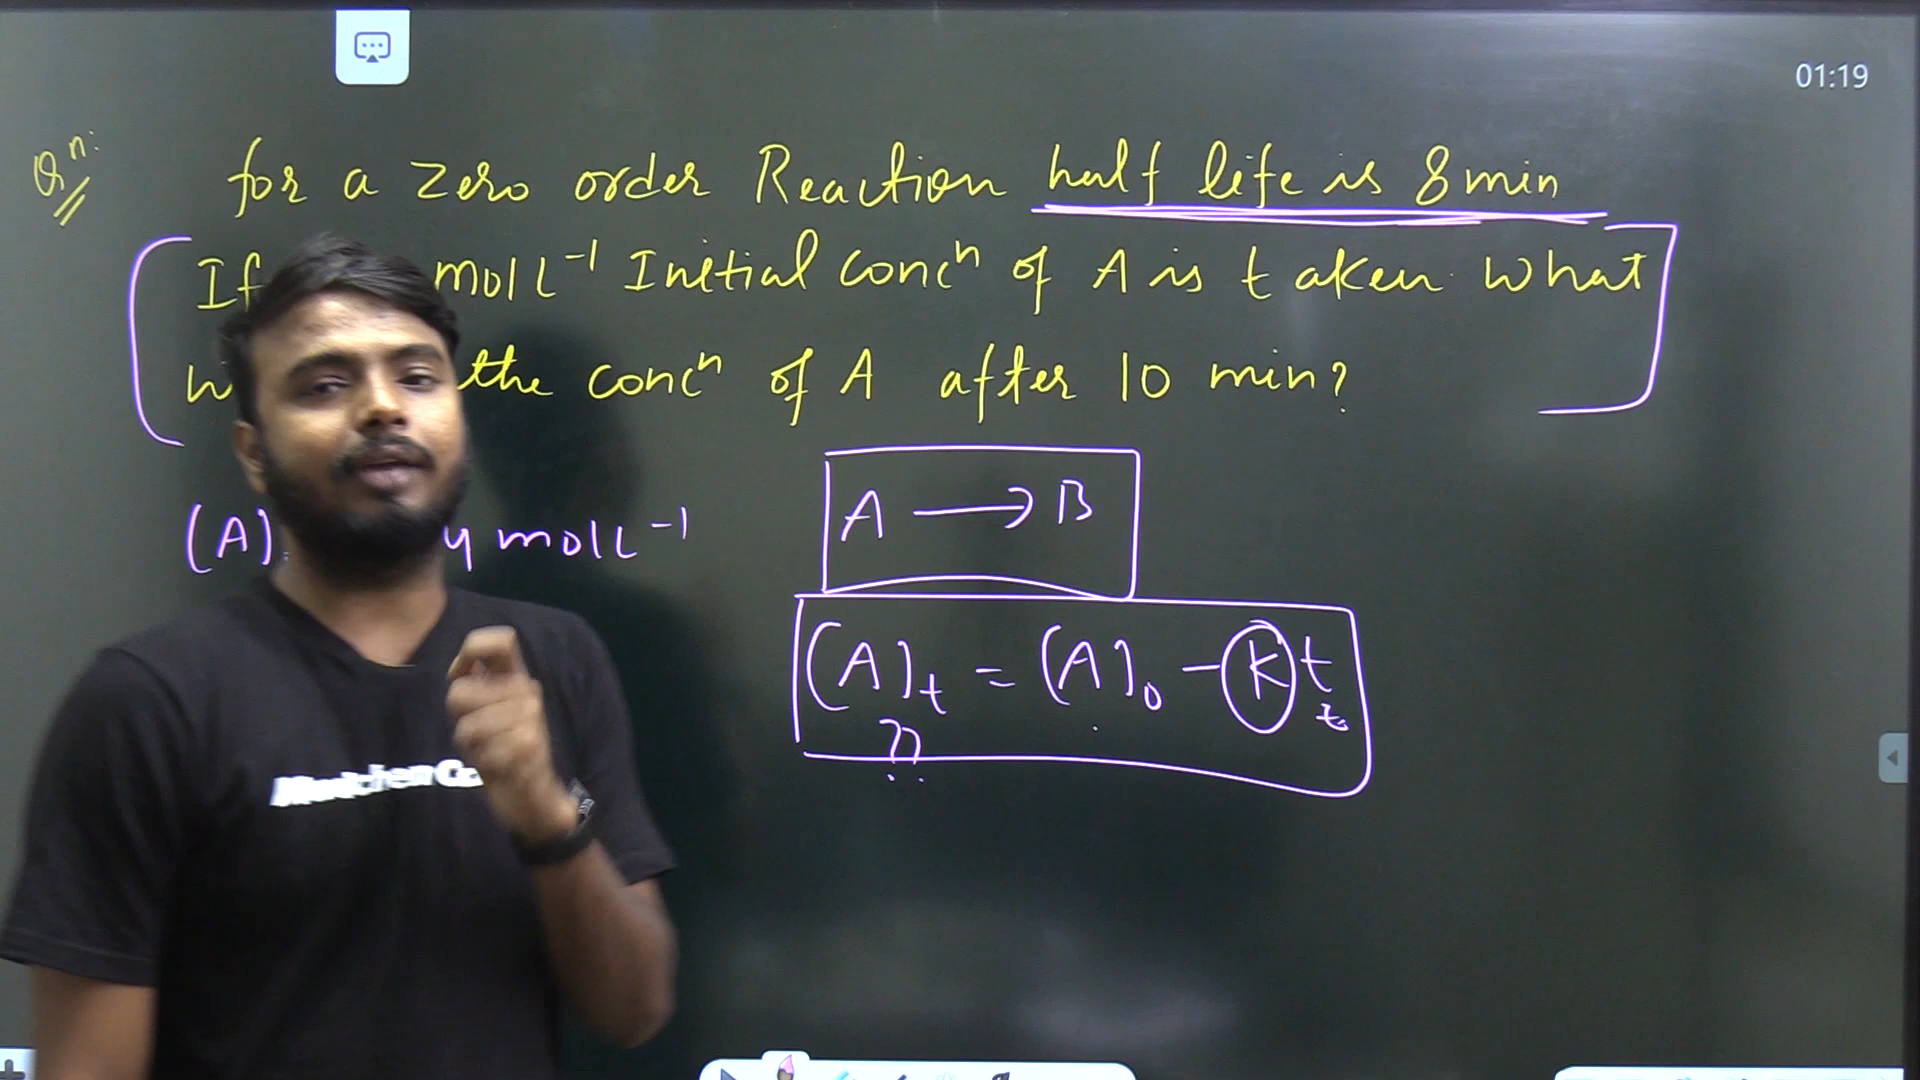 01:19
Qn:
for a zero order Reaction half life is 8 min
If mol L⁻¹ Initial concⁿ of A is taken what
the concⁿ of A after 10 min?
A → B
(A) 4 mol L⁻¹
(A)t = (A)₀ - K t
??